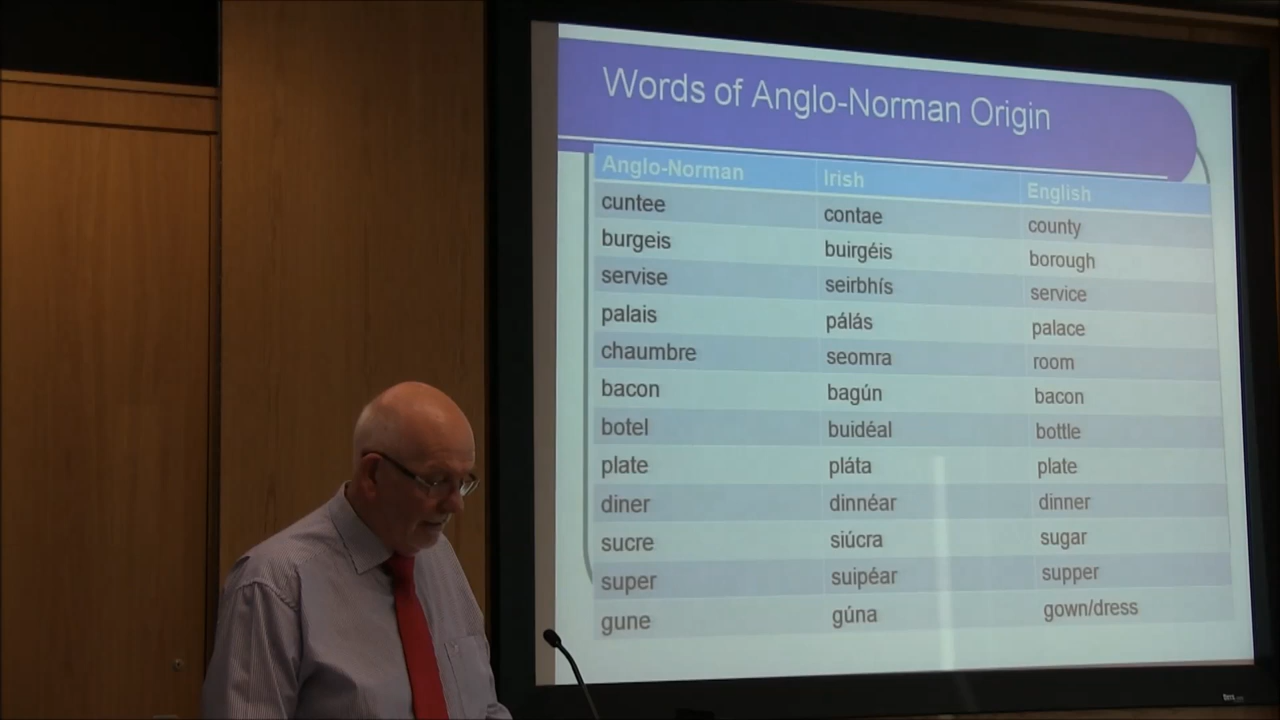 Words of Anglo-Norman Origin
Anglo-Norman Irish English
cuntee contae county
burgeis buirgéis borough
servise seirbhís service
palais pálás palace
chaumbre seomra room
bacon bagún bacon
botel buidéal bottle
plate pláta plate
diner dinnéar dinner
sucre siúcra sugar
super suipéar supper
gune gúna gown/dress